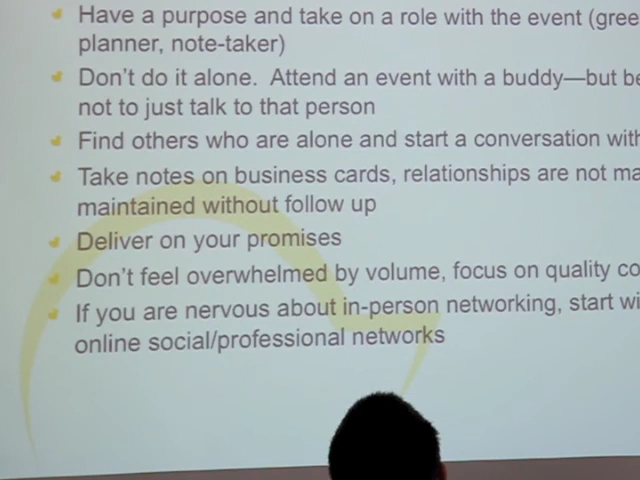 Have a purpose and take on a role with the event (gree
planner, note-taker)
Don't do it alone. Attend an event with a buddy—but be
not to just talk to that person
Find others who are alone and start a conversation with
Take notes on business cards, relationships are not ma
maintained without follow up
Deliver on your promises
Don't feel overwhelmed by volume, focus on quality co
If you are nervous about in-person networking, start wi
online social/professional networks